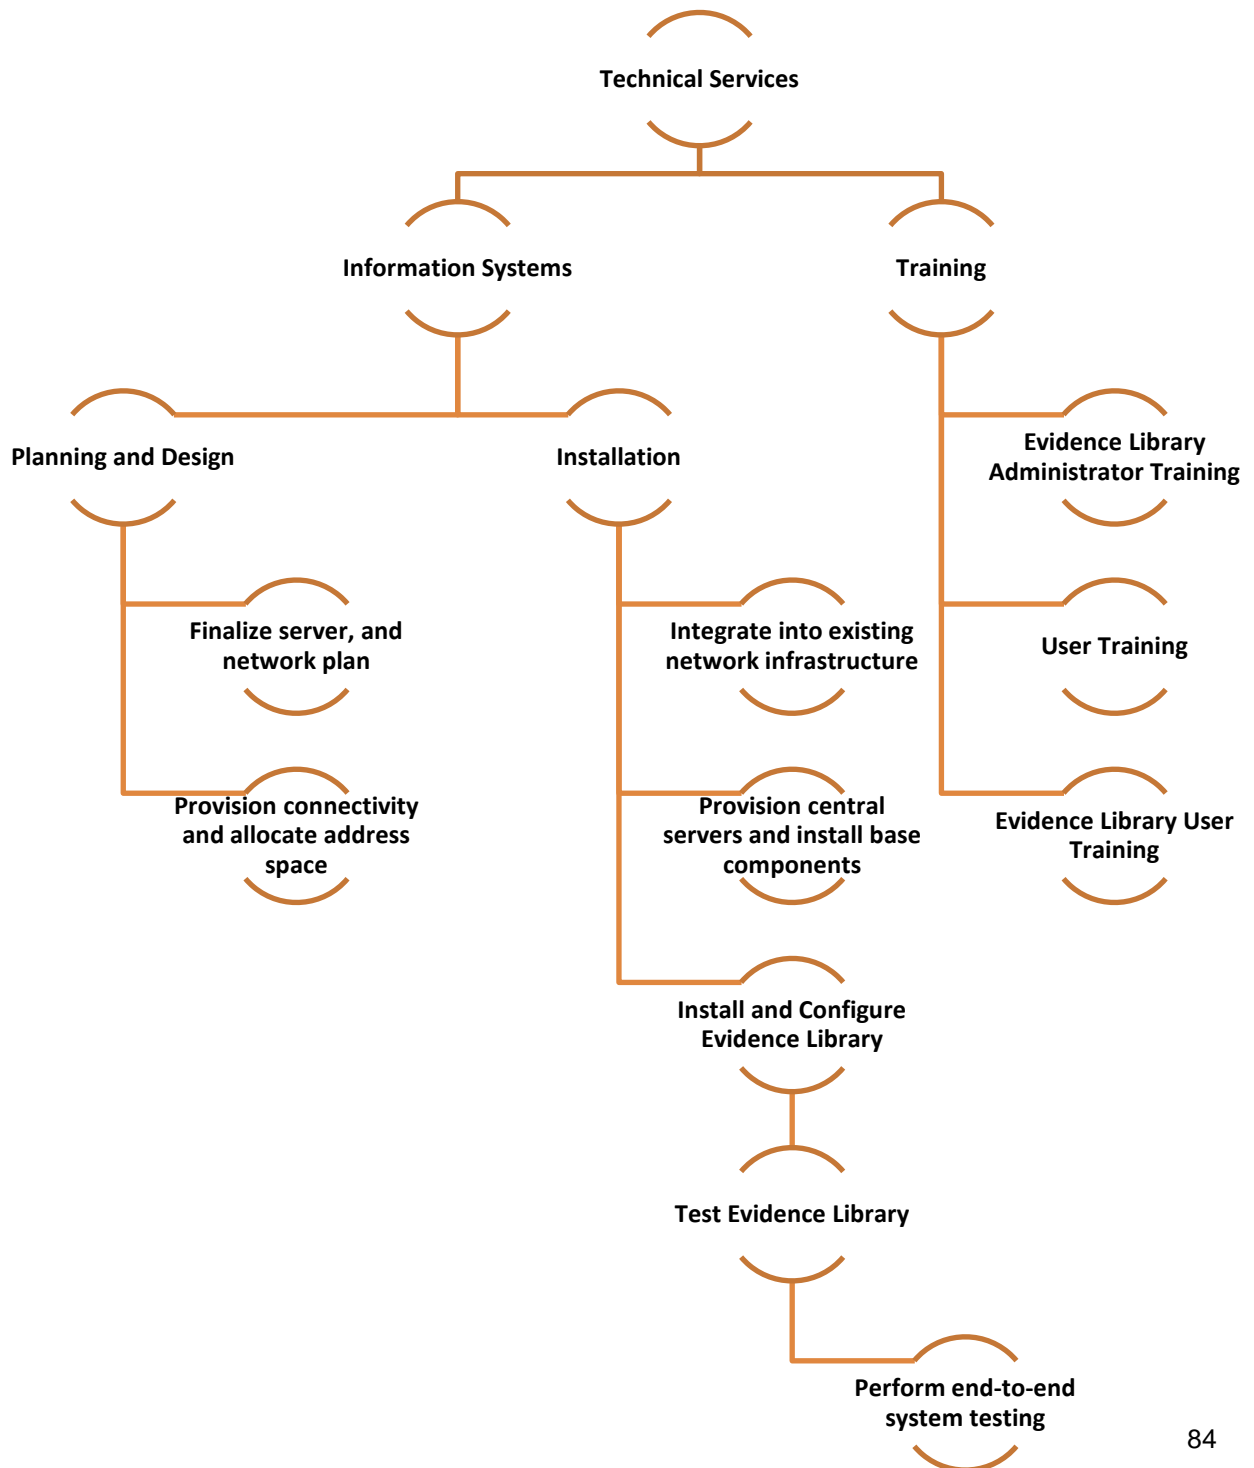 Technical Services
Information Systems
Training
Planning and Design
Installation
Evidence Library
Administrator Training
Finalize server, and
network plan
Integrate into existing
network infrastructure
User Training
Provision connectivity
and allocate address
space
Provision central
servers and install base
components
Evidence Library User
Training
Install and Configure
Evidence Library
Test Evidence Library
Perform end-to-end
system testing
84